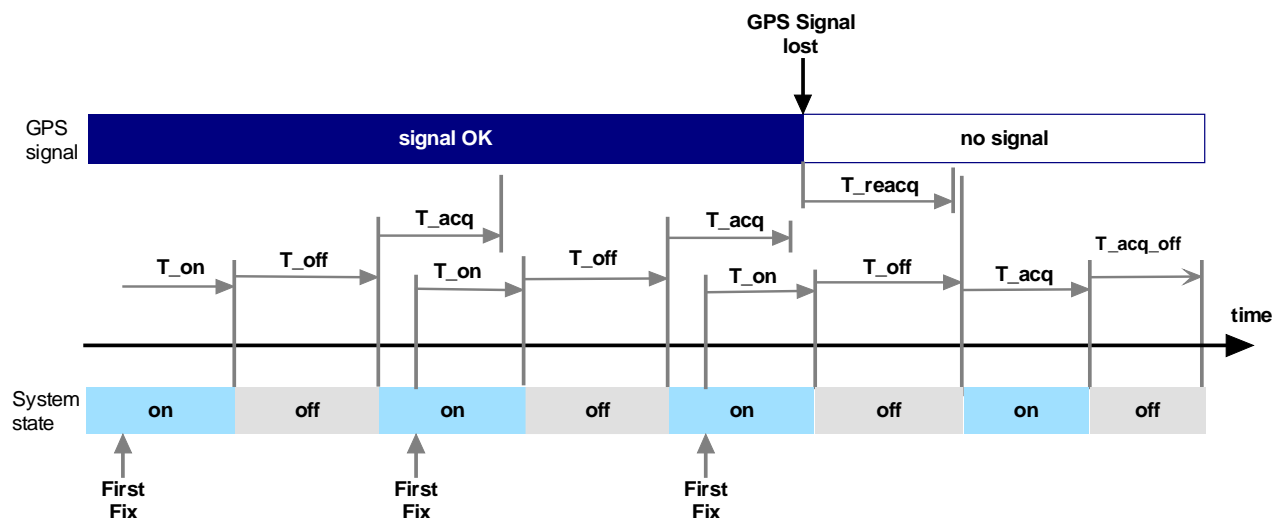 GPS Signal
lost
GPS
signal
signal OK
no signal
T_reacq
T_acq
T_acq
T_acq_off
T_on
T_off
T_on
T_off
T_on
T_off
T_acq
time
System
state
on
off
on
off
on
off
on
off
First
Fix
First
Fix
First
Fix